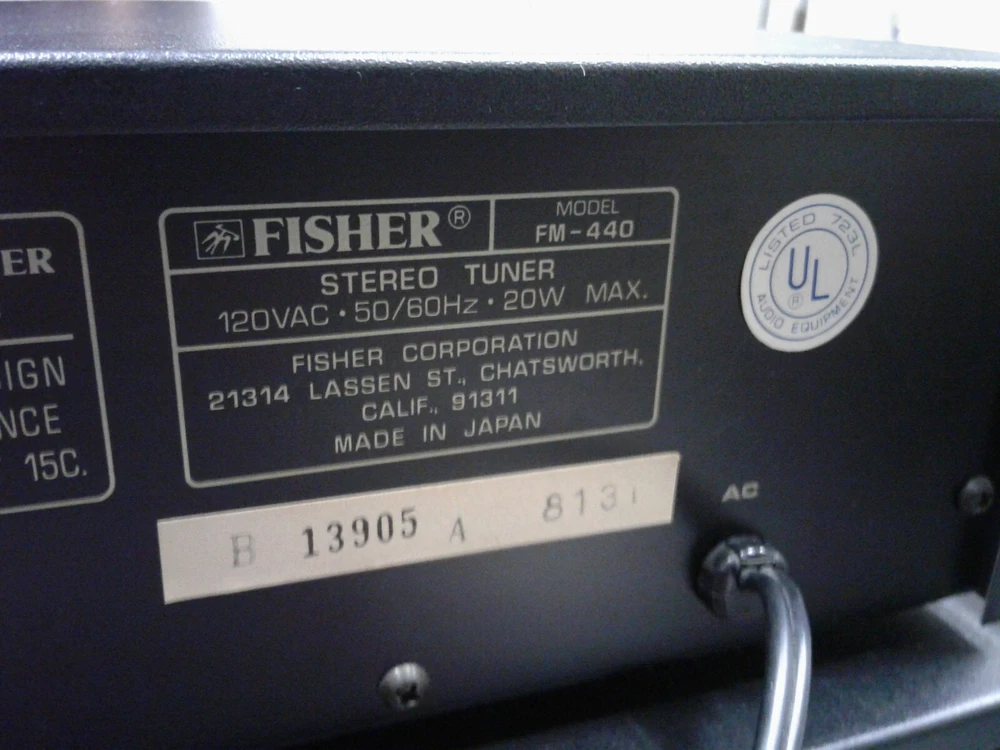 ER
IGN
NCE
15C.
FISHER®
MODEL
FM-440
STEREO TUNER
120VAC·50/60Hz·20W MAX.
FISHER CORPORATION
21314 LASSEN ST., CHATSWORTH,
CALIF., 91311
MADE IN JAPAN
B 13905 A 8131
LISTED 723L
UL®
AUDIO EQUIPMENT
AC